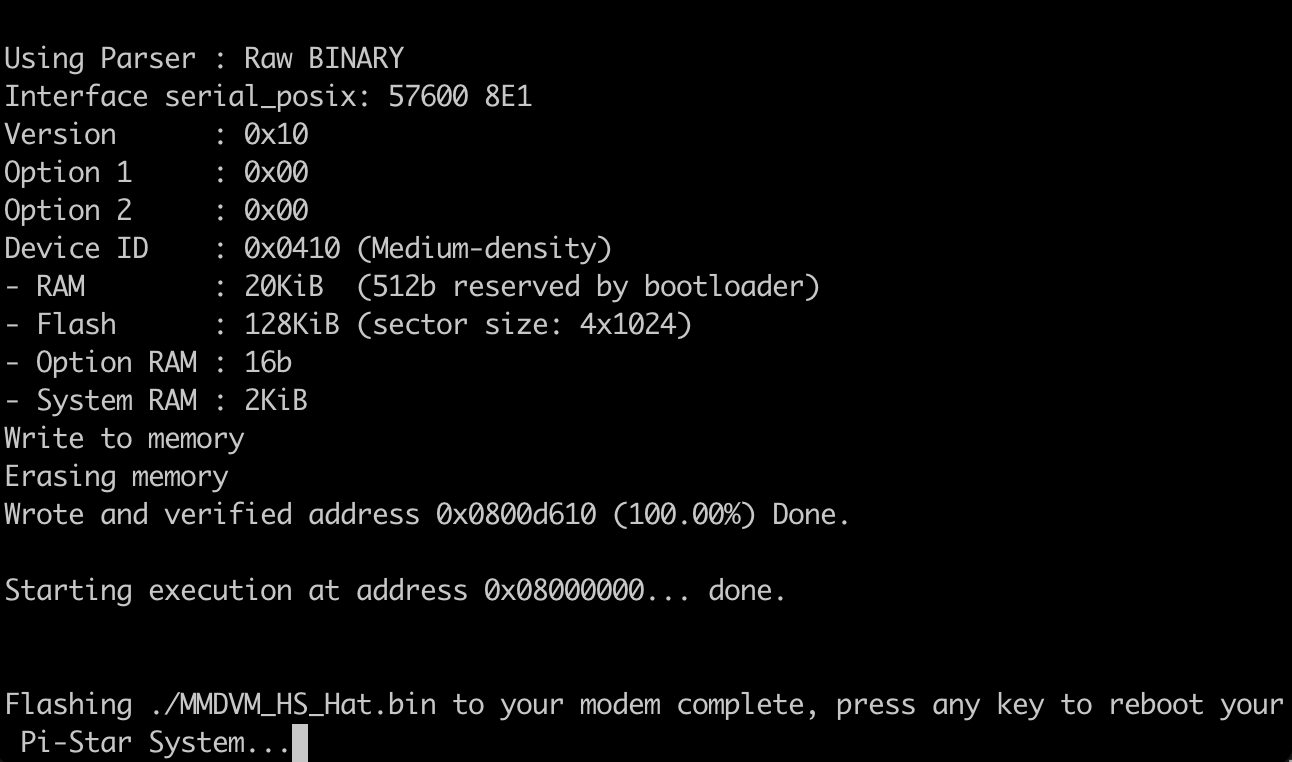 Using Parser : Raw BINARY
Interface serial_posix: 57600 8E1
Version      : 0x10
Option 1     : 0x00
Option 2     : 0x00
Device ID    : 0x0410 (Medium-density)
- RAM        : 20KiB  (512b reserved by bootloader)
- Flash      : 128KiB (sector size: 4x1024)
- Option RAM : 16b
- System RAM : 2KiB
Write to memory
Erasing memory
Wrote and verified address 0x0800d610 (100.00%) Done.
Starting execution at address 0x08000000... done.
Flashing ./MMDVM_HS_Hat.bin to your modem complete, press any key to reboot your
 Pi-Star System...